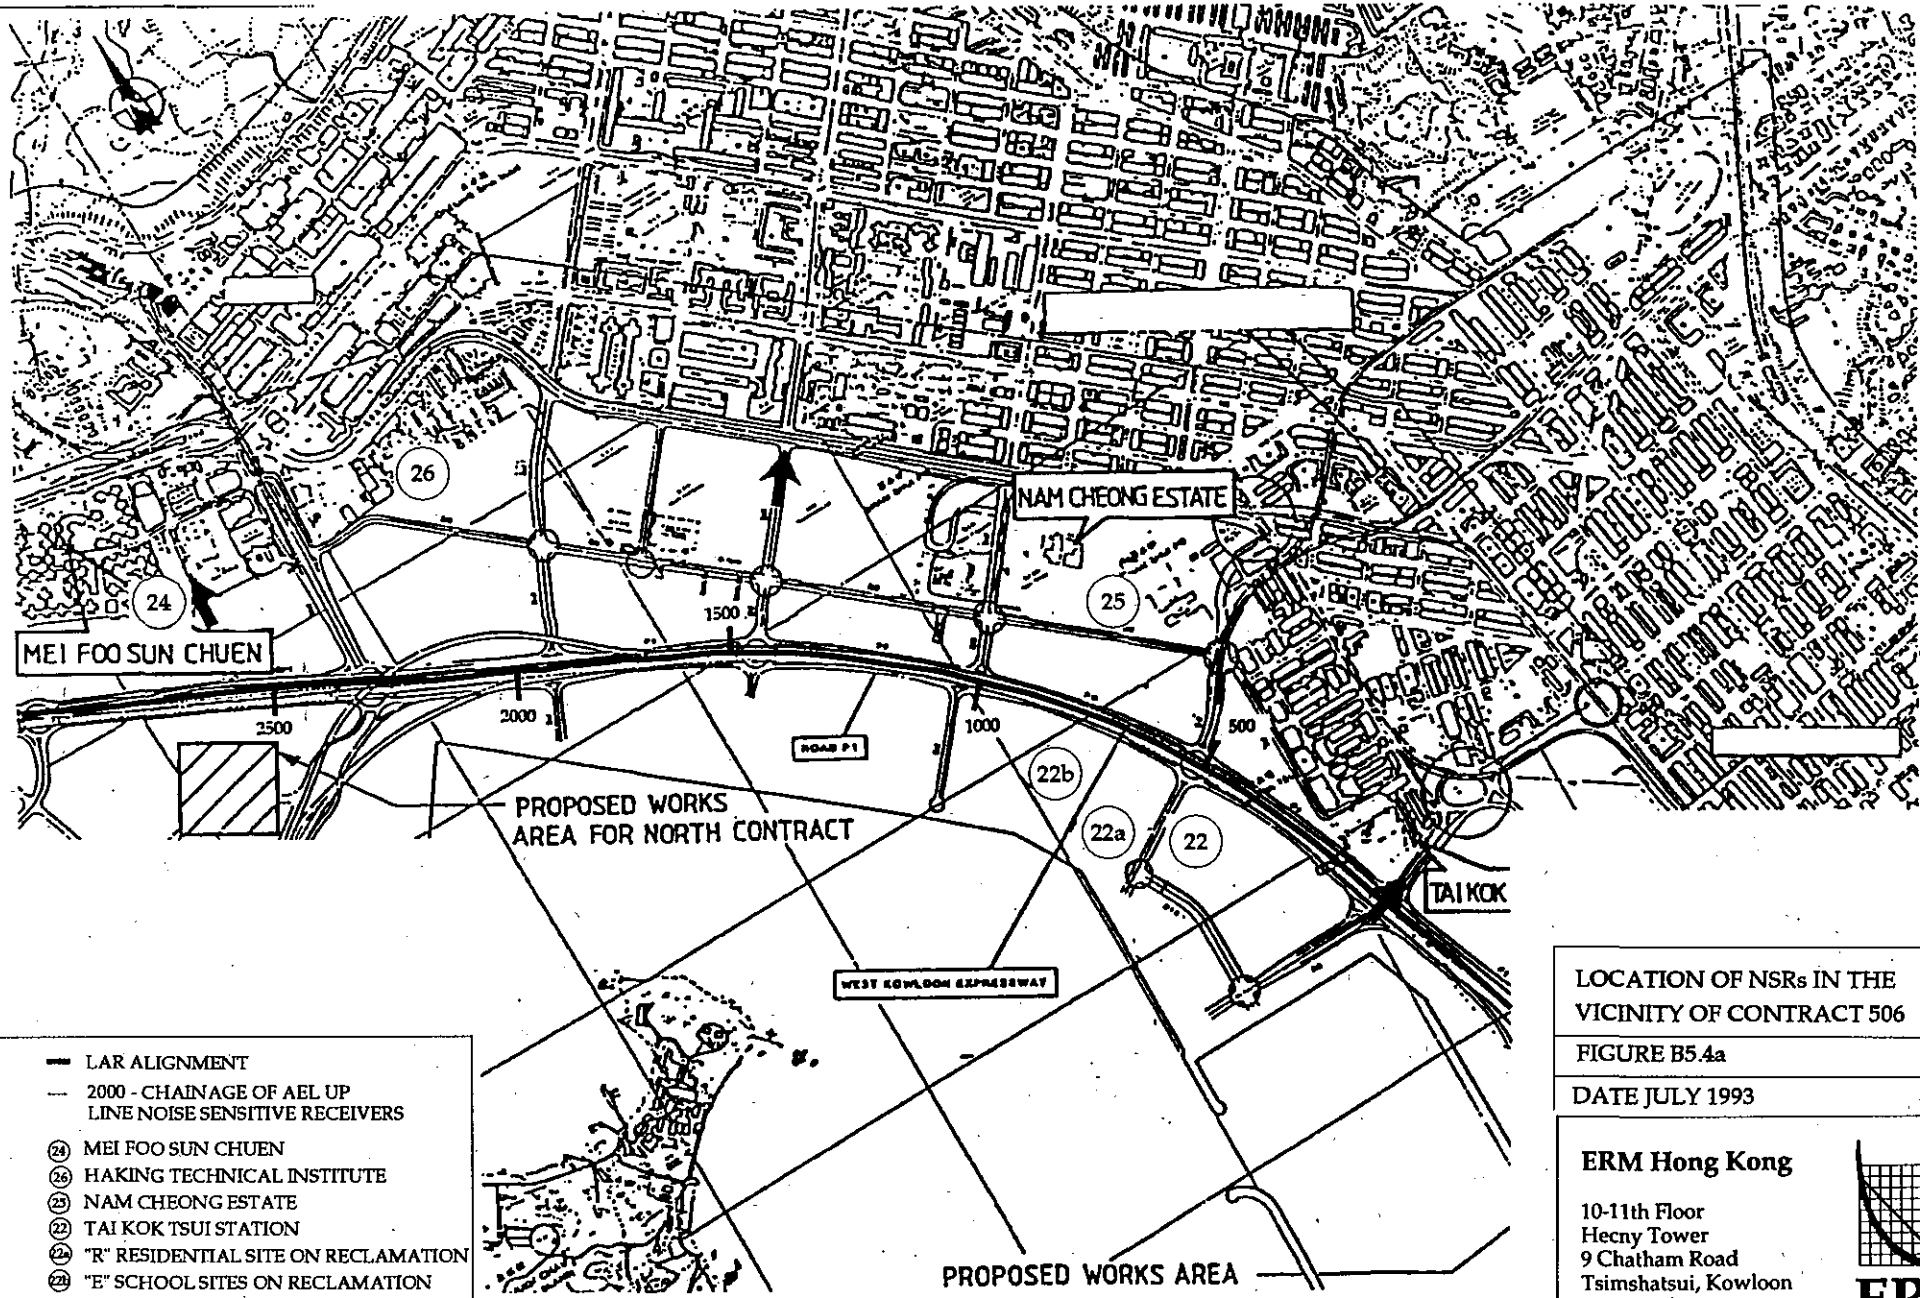 26
NAM CHEONG ESTATE
24
25
1500
MEI FOO SUN CHUEN
2500
2000
1000
500
ROAD P1
22b
PROPOSED WORKS
AREA FOR NORTH CONTRACT
22a
22
TAI KOK
WEST KOWLOON EXPRESSWAY
LOCATION OF NSRs IN THE
VICINITY OF CONTRACT 506
FIGURE B5.4a
DATE JULY 1993
LAR ALIGNMENT
2000 - CHAINAGE OF AEL UP
LINE NOISE SENSITIVE RECEIVERS
24 MEI FOO SUN CHUEN
26 HAKING TECHNICAL INSTITUTE
25 NAM CHEONG ESTATE
22 TAI KOK TSUI STATION
22a "R" RESIDENTIAL SITE ON RECLAMATION
22b "E" SCHOOL SITES ON RECLAMATION
PROPOSED WORKS AREA
ERM Hong Kong
10-11th Floor
Hecny Tower
9 Chatham Road
Tsimshatsui, Kowloon